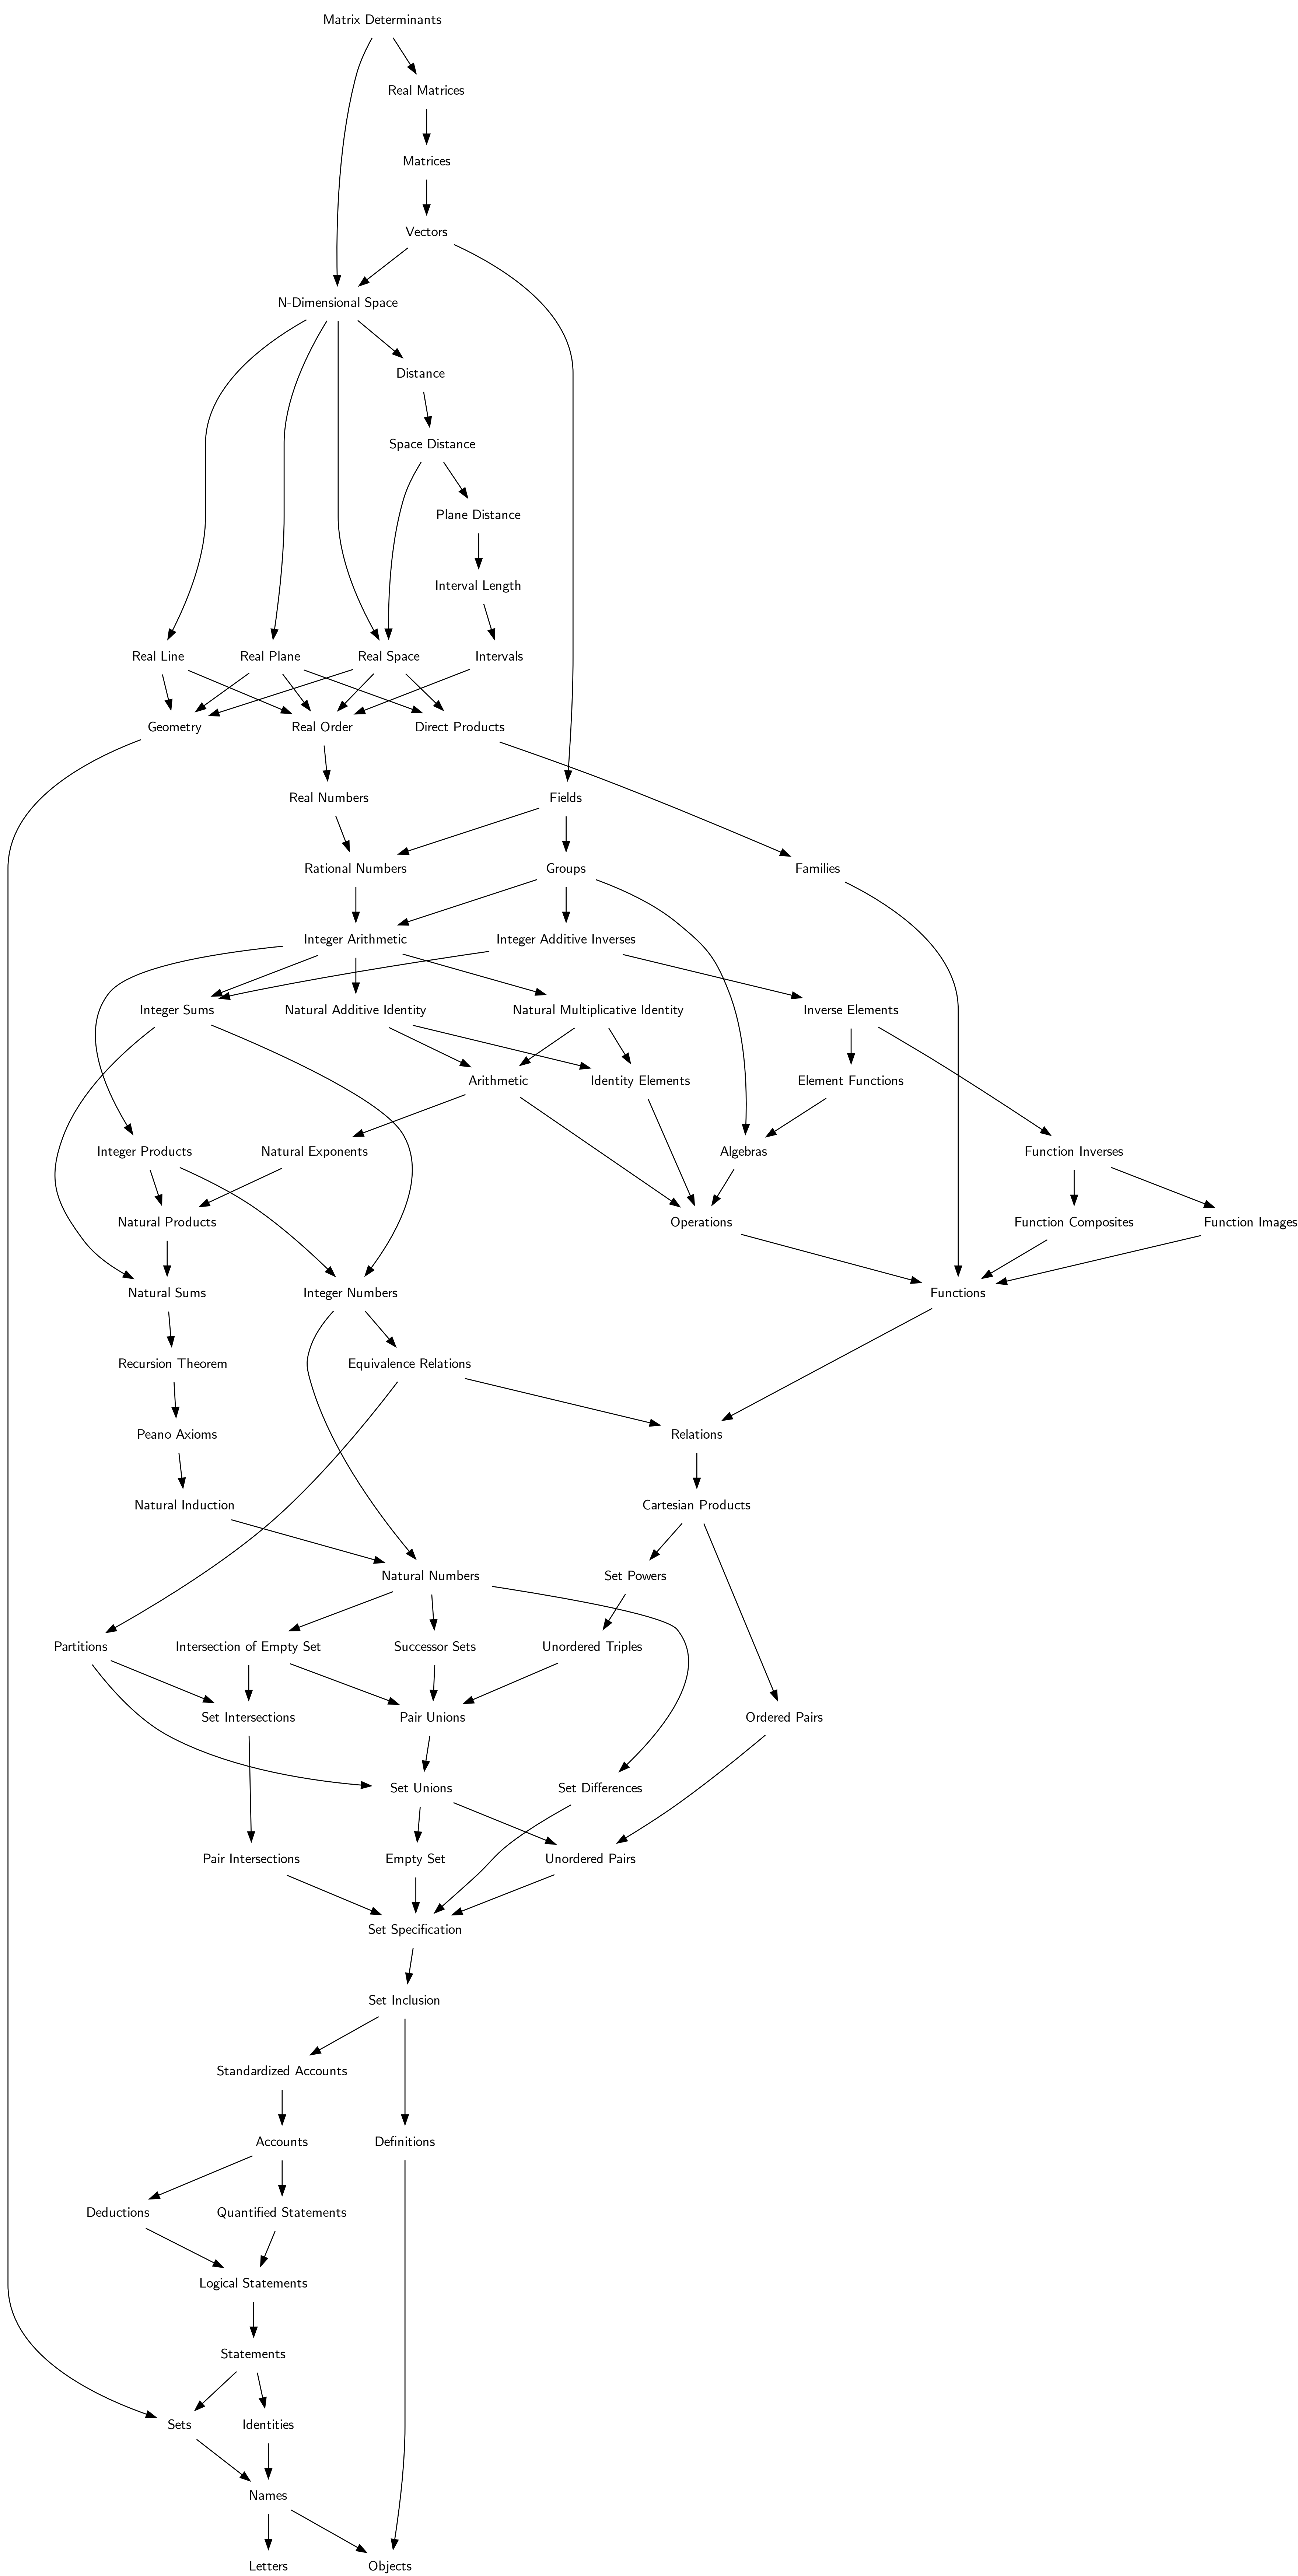 Matrix Determinants
Real Matrices
Matrices
Vectors
N-Dimensional Space
Distance
Space Distance
Plane Distance
Interval Length
Real Line
Real Plane
Real Space
Intervals
Geometry
Real Order
Direct Products
Real Numbers
Fields
Rational Numbers
Groups
Families
Integer Arithmetic
Integer Additive Inverses
Integer Sums
Natural Additive Identity
Natural Multiplicative Identity
Inverse Elements
Arithmetic
Identity Elements
Element Functions
Integer Products
Natural Exponents
Algebras
Function Inverses
Natural Products
Operations
Function Composites
Function Images
Natural Sums
Integer Numbers
Functions
Recursion Theorem
Equivalence Relations
Peano Axioms
Relations
Natural Induction
Cartesian Products
Natural Numbers
Set Powers
Partitions
Intersection of Empty Set
Successor Sets
Unordered Triples
Set Intersections
Pair Unions
Ordered Pairs
Set Unions
Set Differences
Pair Intersections
Empty Set
Unordered Pairs
Set Specification
Set Inclusion
Standardized Accounts
Accounts
Definitions
Deductions
Quantified Statements
Logical Statements
Statements
Sets
Identities
Names
Letters
Objects